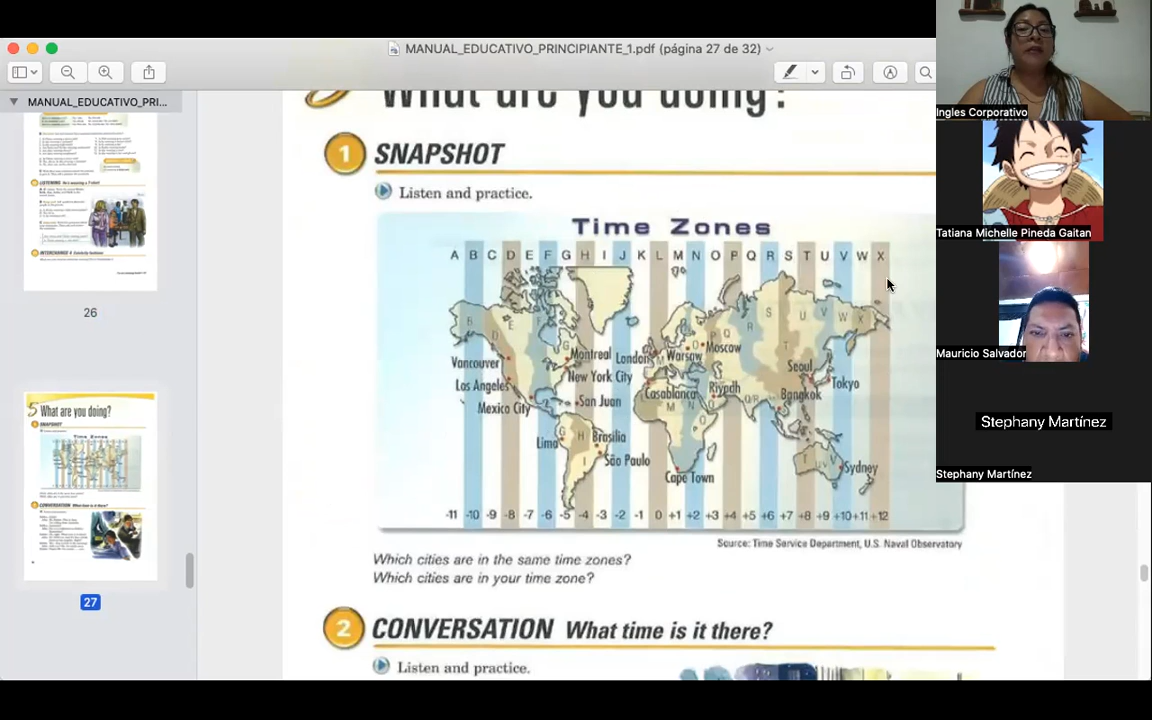 MANUAL_EDUCATIVO_PRINCIPIANTE_1.pdf (página 27 de 32)
MANUAL_EDUCATIVO_PRI...
26
27
5 What are you doing?
1 SNAPSHOT
Listen and practice.
Time Zones
A B C D E F G H I J K L M N O P Q R S T U V W X
Vancouver
Los Angeles
Mexico City
Montreal
New York City
San Juan
Lima
Brasilia
São Paulo
London
Warsaw
Moscow
Casablanca
Riyadh
Cape Town
Seoul
Tokyo
Bangkok
Sydney
-11 -10 -9 -8 -7 -6 -5 -4 -3 -2 -1 0 +1 +2 +3 +4 +5 +6 +7 +8 +9 +10 +11 +12
Source: Time Service Department, U.S. Naval Observatory
Which cities are in the same time zones?
Which cities are in your time zone?
2 CONVERSATION What time is it there?
Listen and practice.
Ingles Corporativo
Tatiana Michelle Pineda Gaitan
Mauricio Salvador
Stephany Martínez
Stephany Martínez